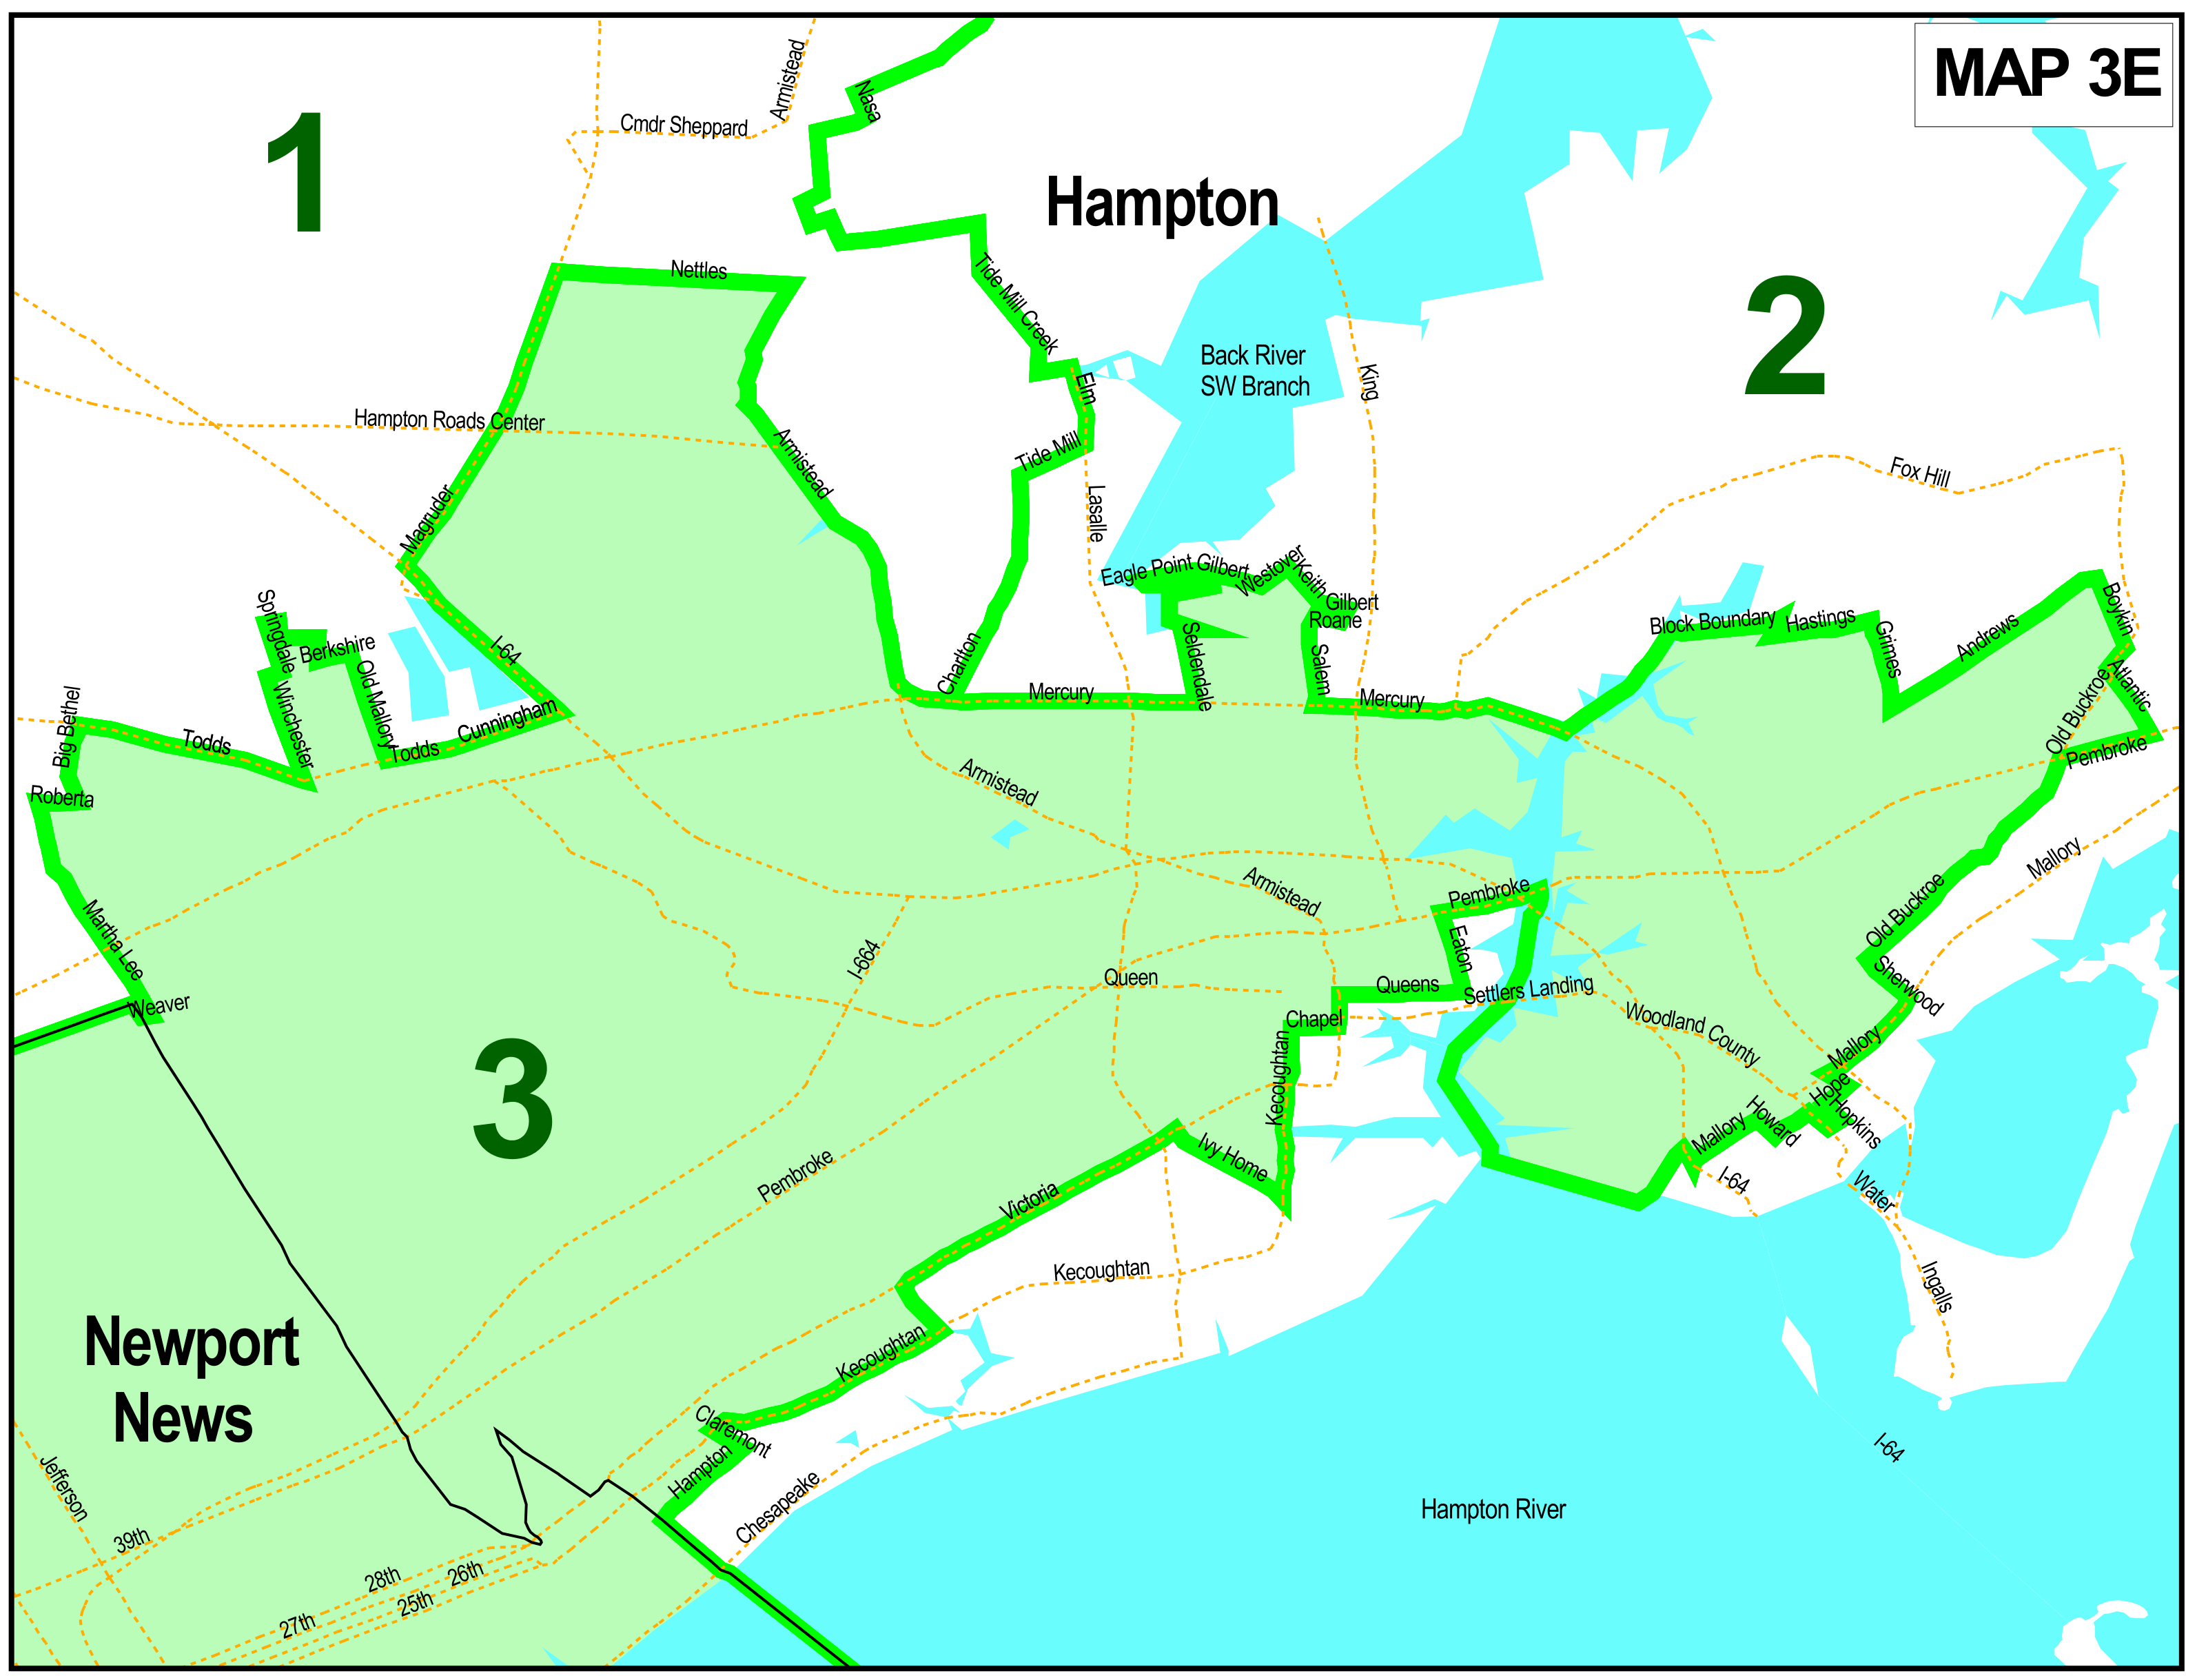 MAP 3E
1
Cmdr Sheppard
Armistead
Nasa
Hampton
Nettles
Tide Mill Creek
2
Back River
SW Branch
King
Elm
Hampton Roads Center
Armistead
Tide Mill
Fox Hill
Magruder
Lasalle
Eagle Point
Gilbert
Westover
Keith
Gilbert
Roane
Springdale
Berkshire
I-64
Block Boundary
Hastings
Grimes
Andrews
Boykin
Old Mallory
Charlton
Mercury
Seldendale
Salem
Mercury
Atlantic
Big Bethel
Todds
Winchester
Todds
Cunningham
Old Buckroe
Pembroke
Roberta
Armistead
Mallory
Armistead
Pembroke
Old Buckroe
Martha Lee
I-664
Queen
Eaton
Queens
Settlers Landing
Sherwood
Weaver
Chapel
Woodland County
3
Kecoughtan
Mallory
Hope
Hopkins
Howard
Mallory
Pembroke
Ivy Home
I-64
Water
Victoria
Kecoughtan
Ingalls
Newport
News
Kecoughtan
Claremont
Hampton
I-64
Jefferson
Chesapeake
Hampton River
39th
28th
26th
25th
27th